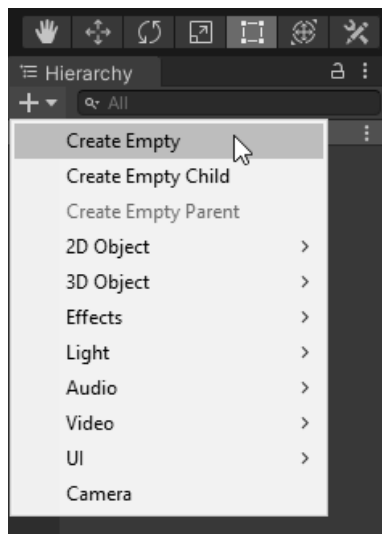 Hierarchy
All
Create Empty
Create Empty Child
Create Empty Parent
2D Object
3D Object
Effects
Light
Audio
Video
UI
Camera